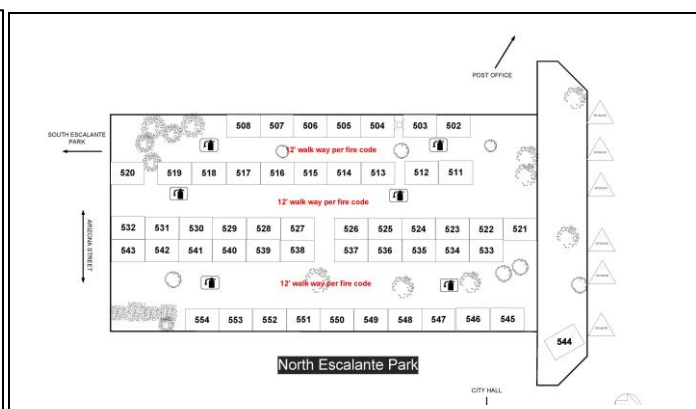 POST OFFICE
SOUTH ESCALANTE
PARK
508 507 506 505 504 503 502
12' walk way per fire code
520 519 518 517 516 515 514 513 512 511
12' walk way per fire code
ARIZONA STREET
532 531 530 529 528 527 526 525 524 523 522 521
543 542 541 540 539 538 537 536 535 534 533
12' walk way per fire code
554 553 552 551 550 549 548 547 546 545
544
North Escalante Park
CITY HALL